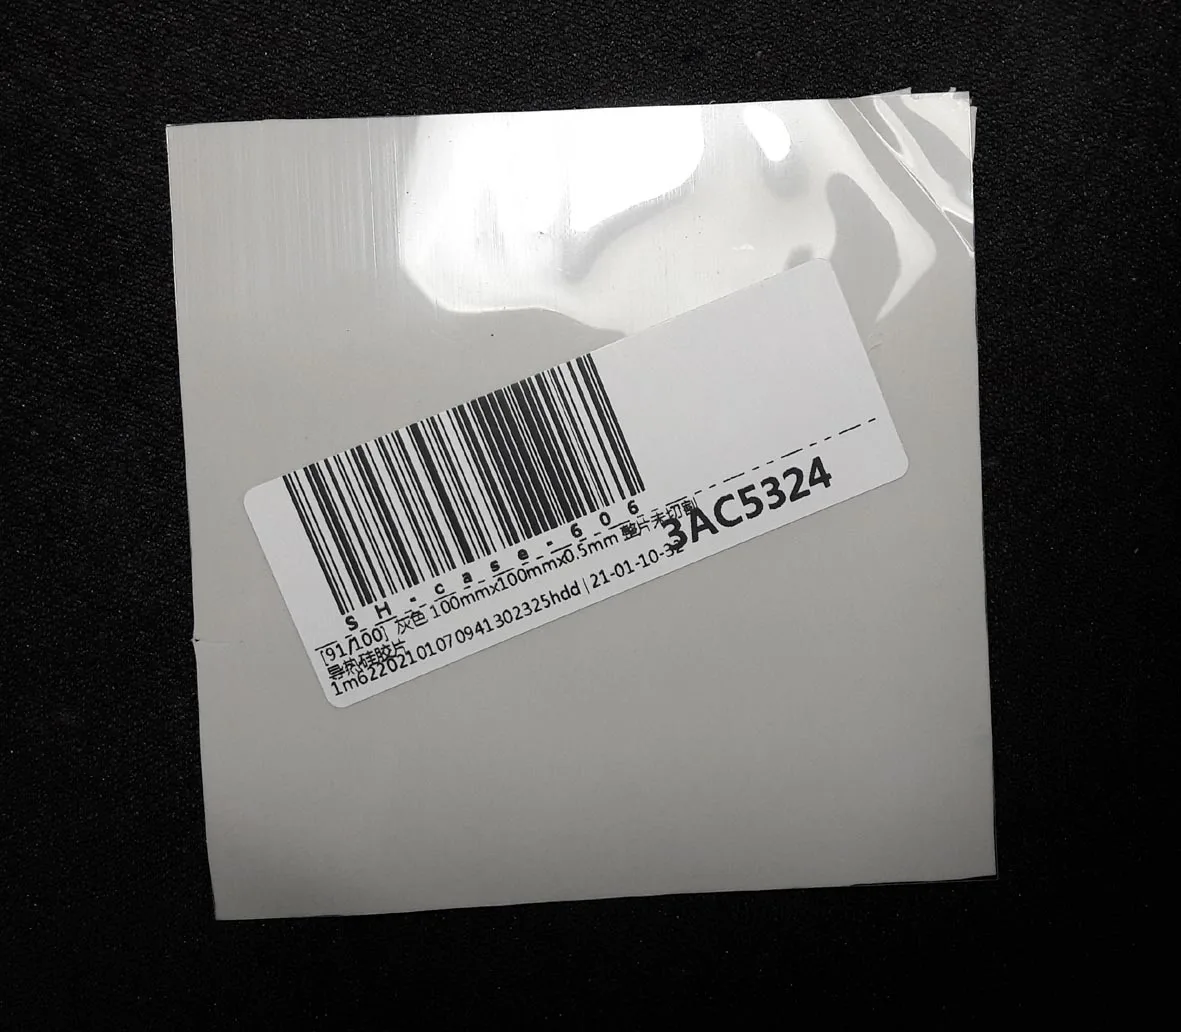 SH-case-606
[91/100] 灰色 100mmx100mmx0.5mm 整片未切割
导热硅胶片
3AC5324
1m62202101070941302325hdd | 21-01-10-32